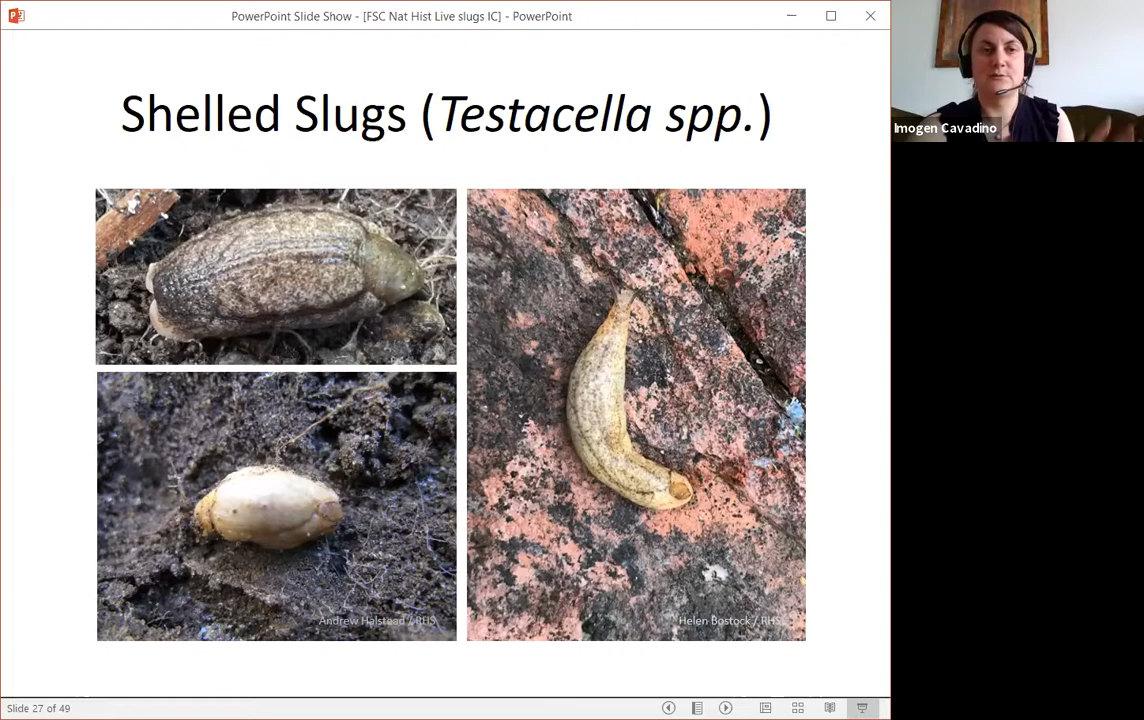 PowerPoint Slide Show - [FSC Nat Hist Live slugs IC] - PowerPoint
Imogen Cavadino
Shelled Slugs (Testacella spp.)
Andrew Halstead / RHS
Helen Bostock / RHS
Slide 27 of 49